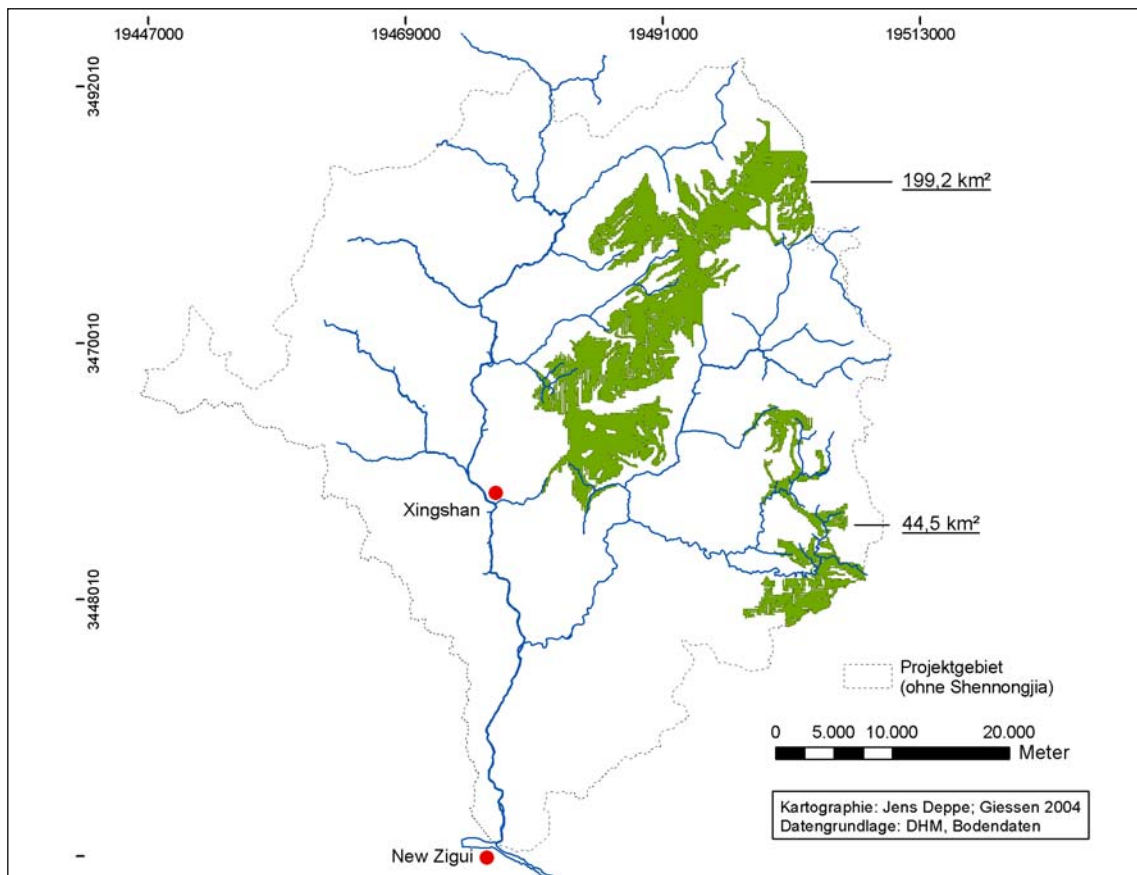 19447000
19469000
19491000
19513000
3492010
199,2 km²
3470010
Xingshan
44,5 km²
3448010
Projektgebiet
(ohne Shennongjia)
0 5.000 10.000 20.000
Meter
Kartographie: Jens Deppe; Giessen 2004
Datengrundlage: DHM, Bodendaten
New Zigui